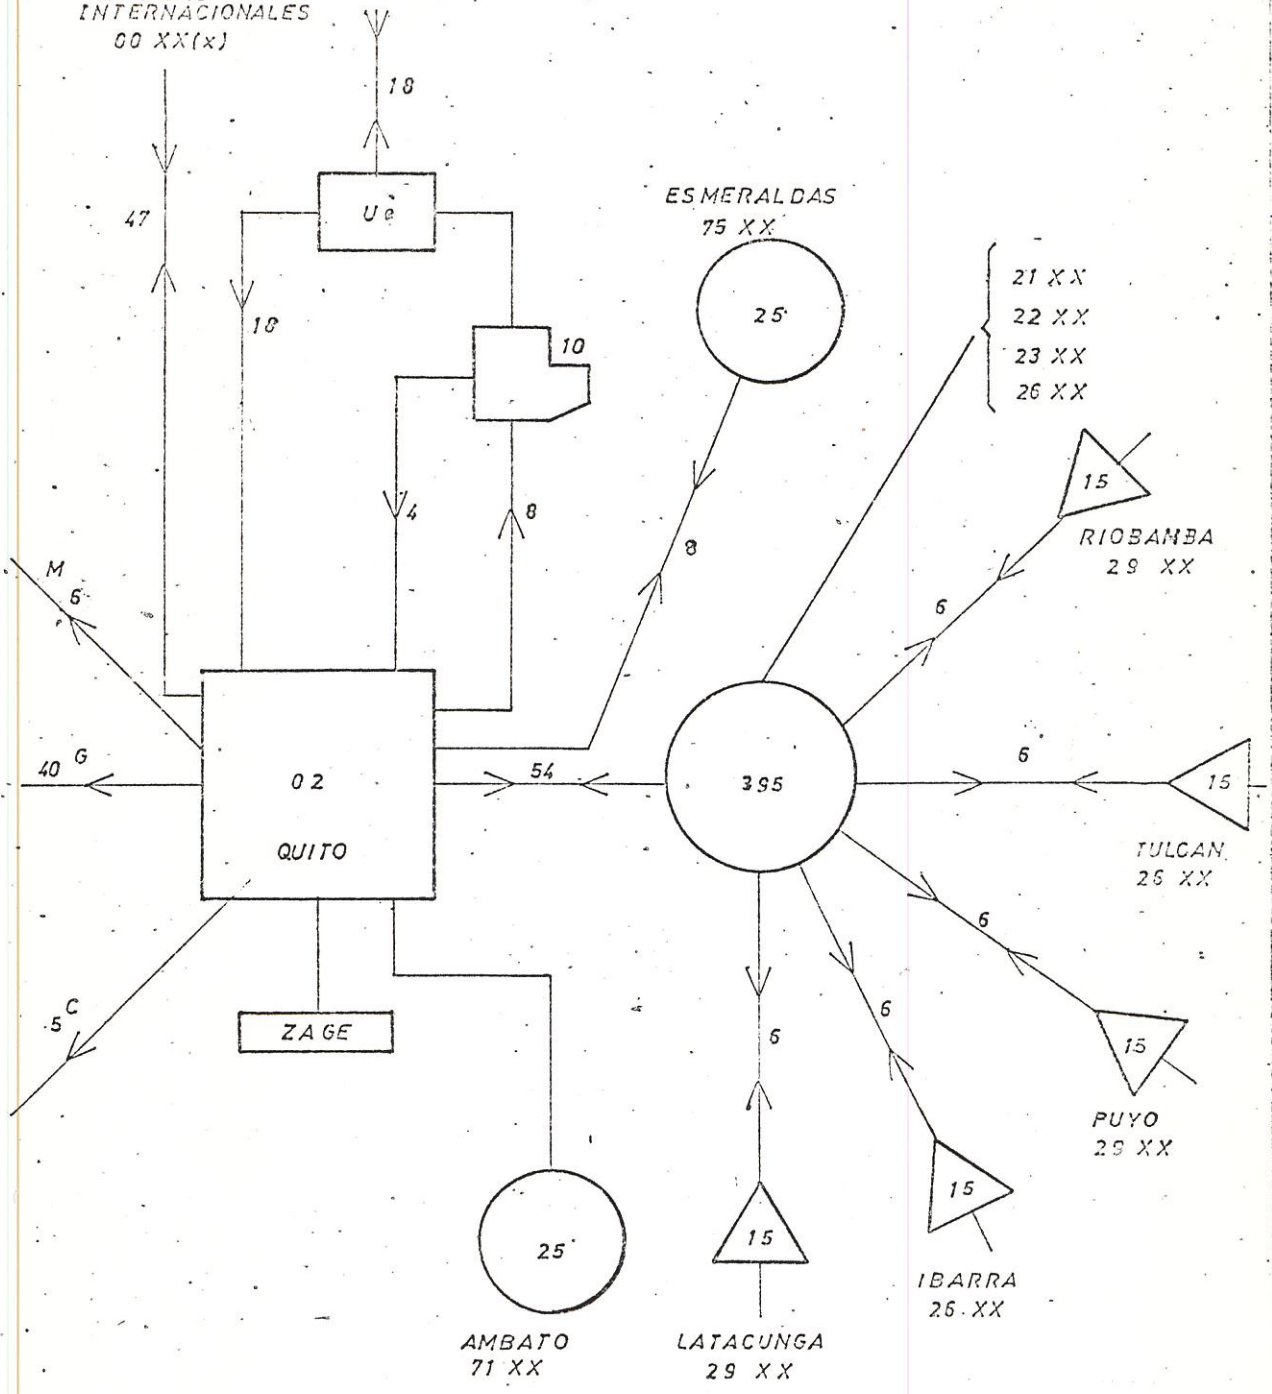 INTERNACIONALES
00 XX(x)
18
47
Uè
18
10
4
8
ESMERALDAS
75 XX
25
8
21 XX
22 XX
23 XX
26 XX
15
RIOBAMBA
29 XX
6
M
6
G
40
02
QUITO
54
395
6
15
TULCAN
26 XX
6
15
PUYO
29 XX
6
15
IBARRA
26 XX
6
15
LATACUNGA
29 XX
C
5
ZAGE
25
AMBATO
71 XX